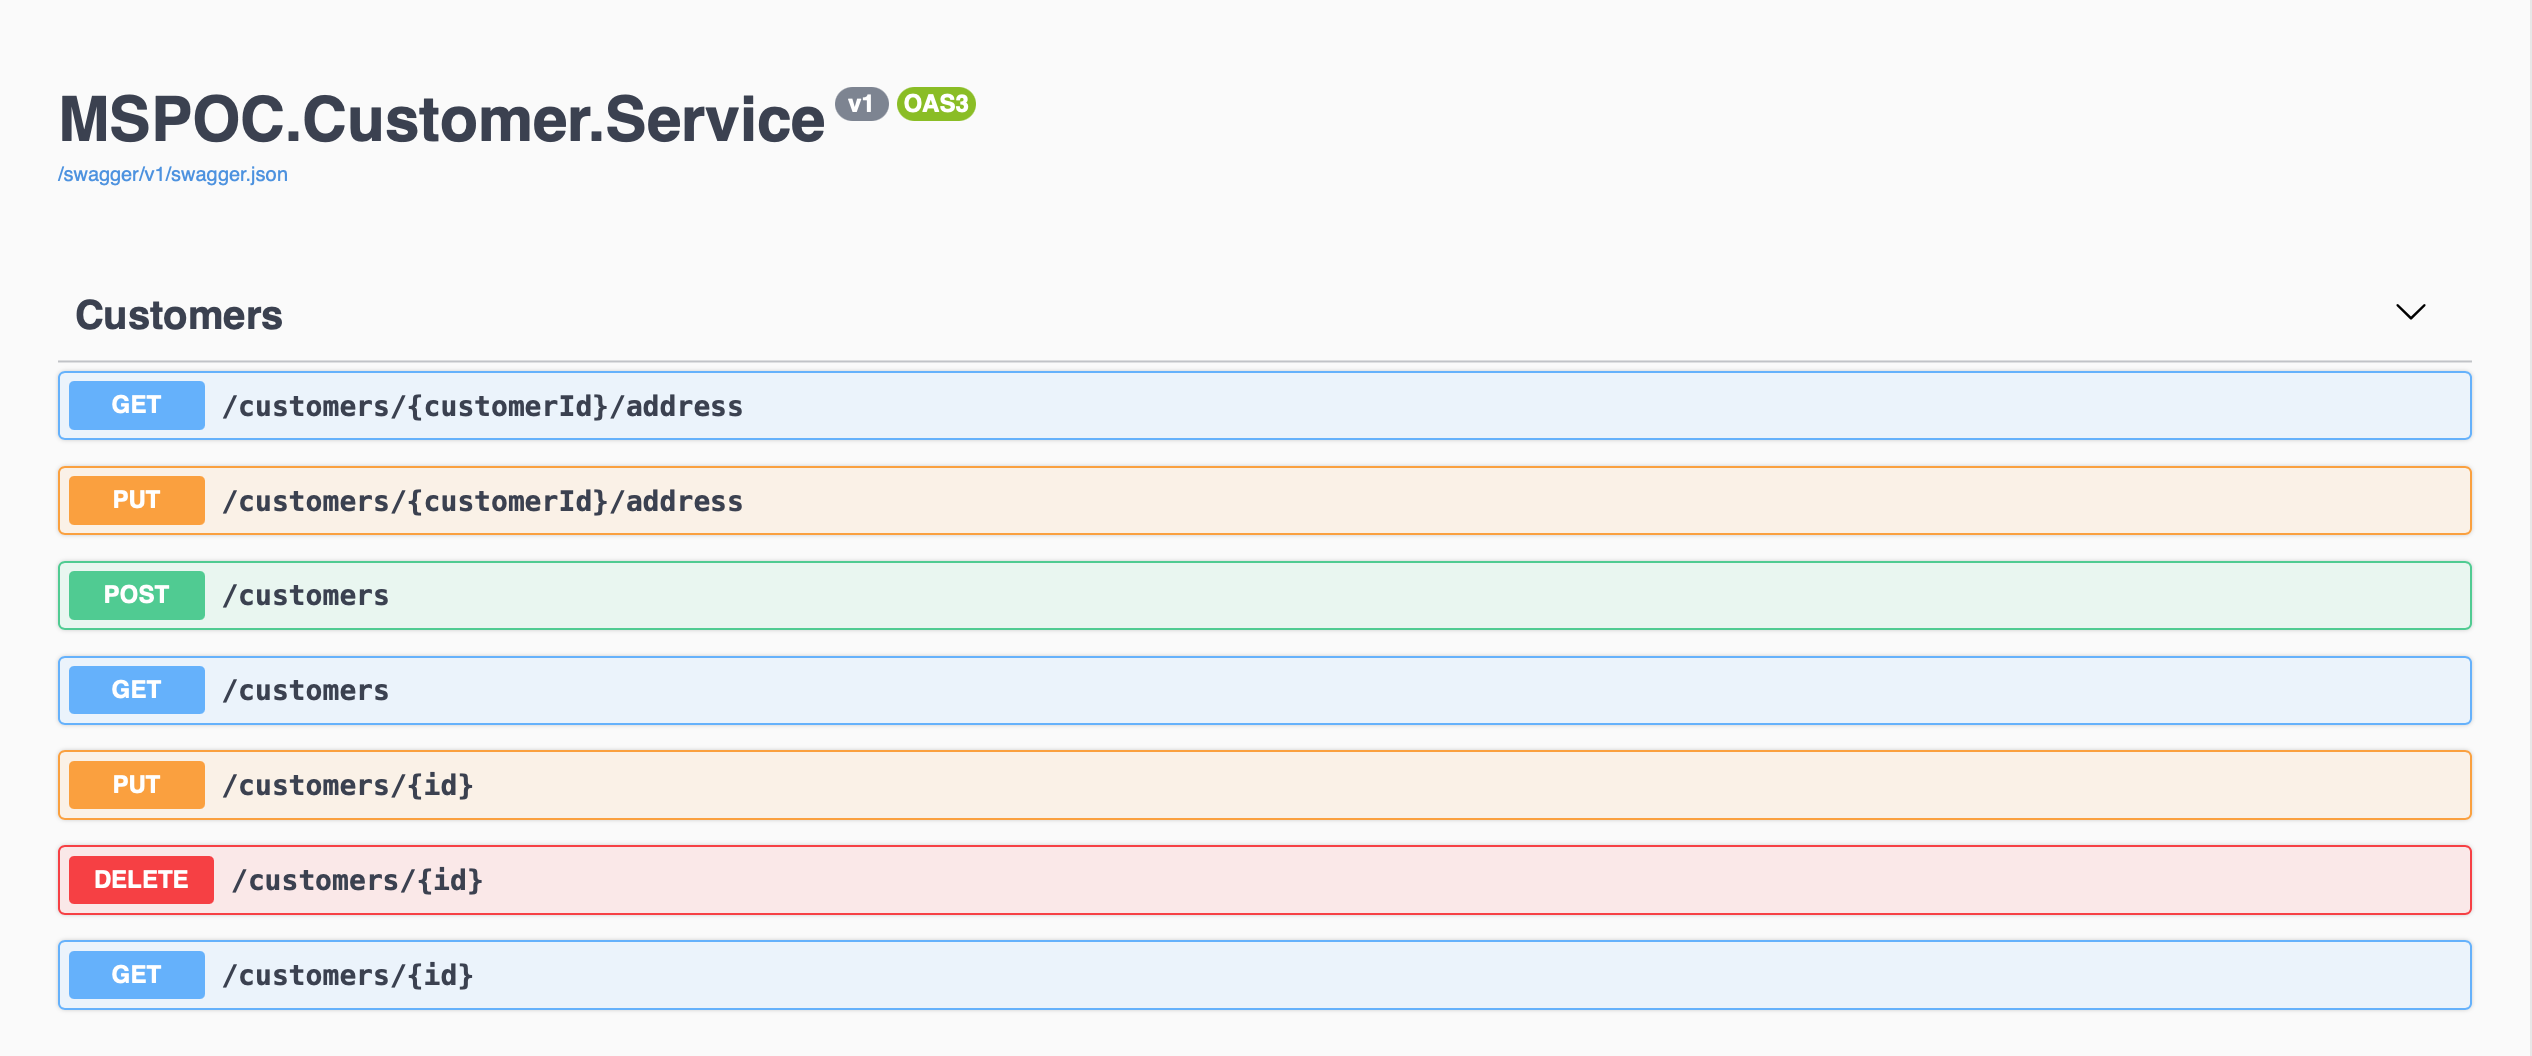 MSPOC.Customer.Service v1 OAS3
/swagger/v1/swagger.json
Customers
GET /customers/{customerId}/address
PUT /customers/{customerId}/address
POST /customers
GET /customers
PUT /customers/{id}
DELETE /customers/{id}
GET /customers/{id}